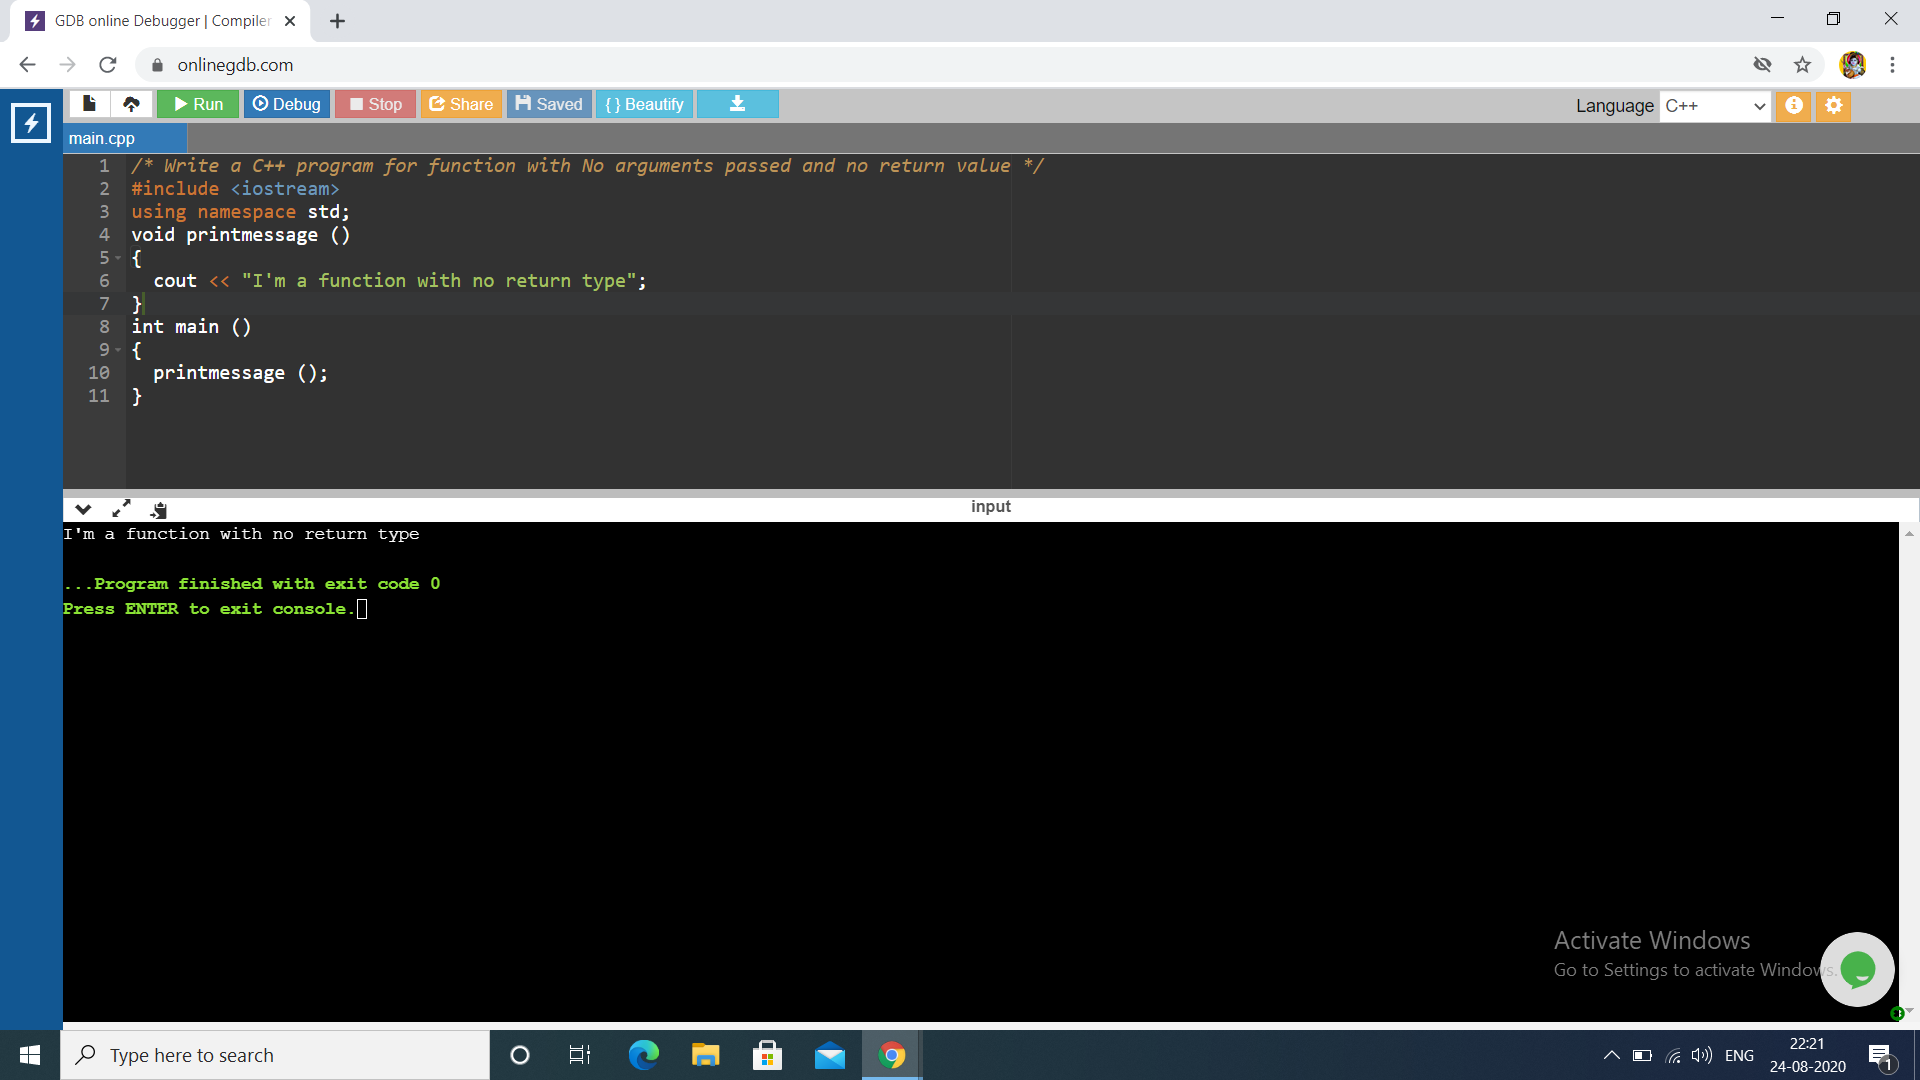 GDB online Debugger | Compiler
onlinegdb.com
Run Debug Stop Share Saved { } Beautify
Language C++
main.cpp
1 /* Write a C++ program for function with No arguments passed and no return value */
2 #include <iostream>
3 using namespace std;
4 void printmessage ()
5 {
6 cout << "I'm a function with no return type";
7 }
8 int main ()
9 {
10 printmessage ();
11 }
input
I'm a function with no return type
...Program finished with exit code 0
Press ENTER to exit console.
Activate Windows
Go to Settings to activate Windows.
Type here to search
ENG
22:21
24-08-2020
1